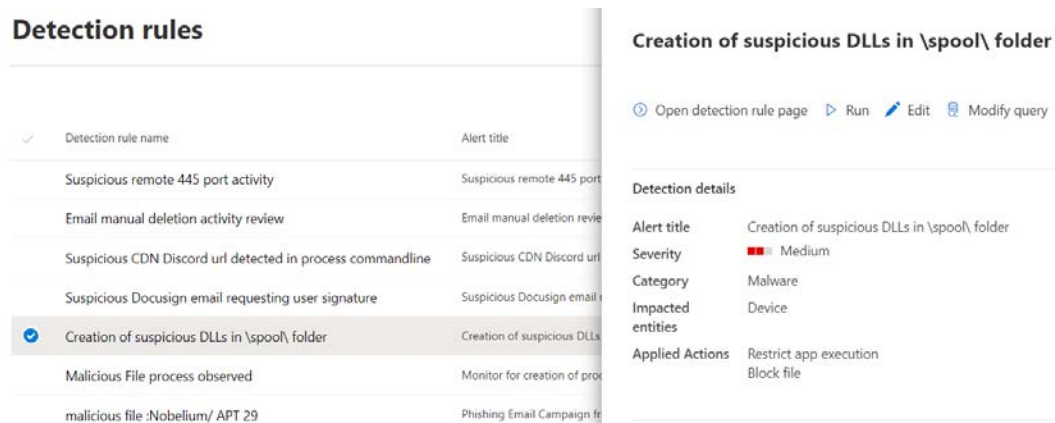 Detection rules
Detection rule name Alert title
Suspicious remote 445 port activity Suspicious remote 445 port
Email manual deletion activity review Email manual deletion revie
Suspicious CDN Discord url detected in process commandline Suspicious CDN Discord url
Suspicious Docusign email requesting user signature Suspicious Docusign email
Creation of suspicious DLLs in \spool\ folder Creation of suspicious DLLs
Malicious File process observed Monitor for creation of proc
malicious file :Nobelium/ APT 29 Phishing Email Campaign fr
Creation of suspicious DLLs in \spool\ folder
Open detection rule page Run Edit Modify query
Detection details
Alert title Creation of suspicious DLLs in \spool\ folder
Severity Medium
Category Malware
Impacted Device
entities
Applied Actions Restrict app execution
Block file